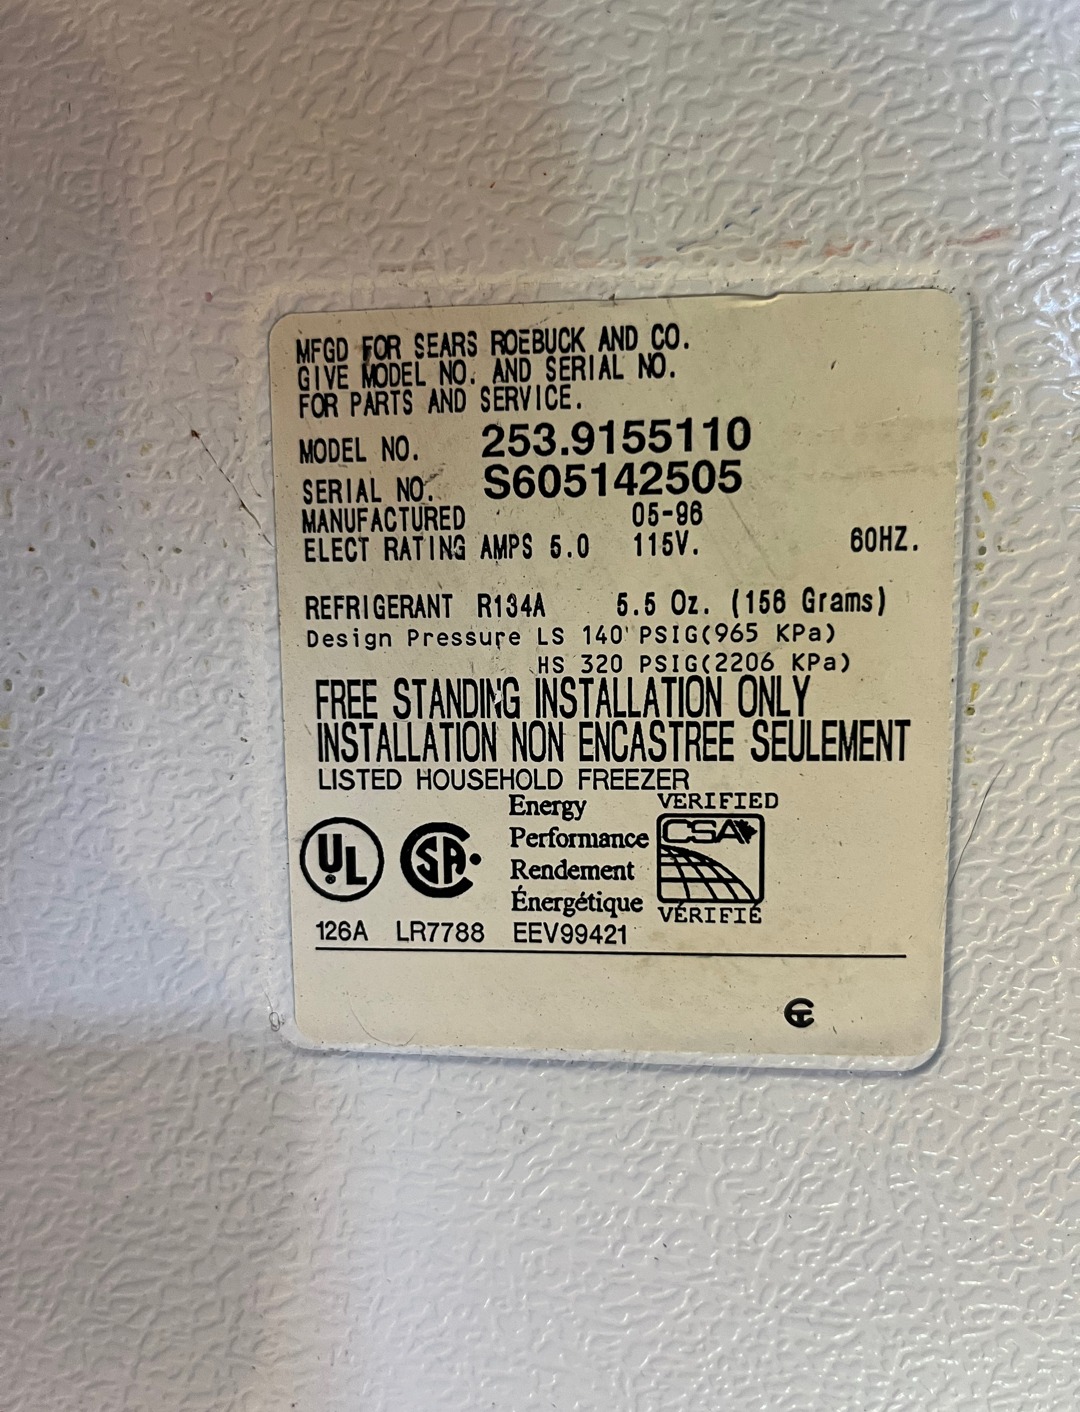 MFGD FOR SEARS ROEBUCK AND CO.
GIVE MODEL NO. AND SERIAL NO.
FOR PARTS AND SERVICE.
MODEL NO. 253.9155110
SERIAL NO. S605142505
MANUFACTURED 05-96
ELECT RATING AMPS 5.0 115V. 60HZ.
REFRIGERANT R134A 5.5 Oz. (156 Grams)
Design Pressure LS 140 PSIG(965 KPa)
HS 320 PSIG(2206 KPa)
FREE STANDING INSTALLATION ONLY
INSTALLATION NON ENCASTREE SEULEMENT
LISTED HOUSEHOLD FREEZER
UL
SA
Energy
Performance
Rendement
Énergétique
VERIFIED
CSA
VÉRIFIÉ
126A LR7788 EEV99421